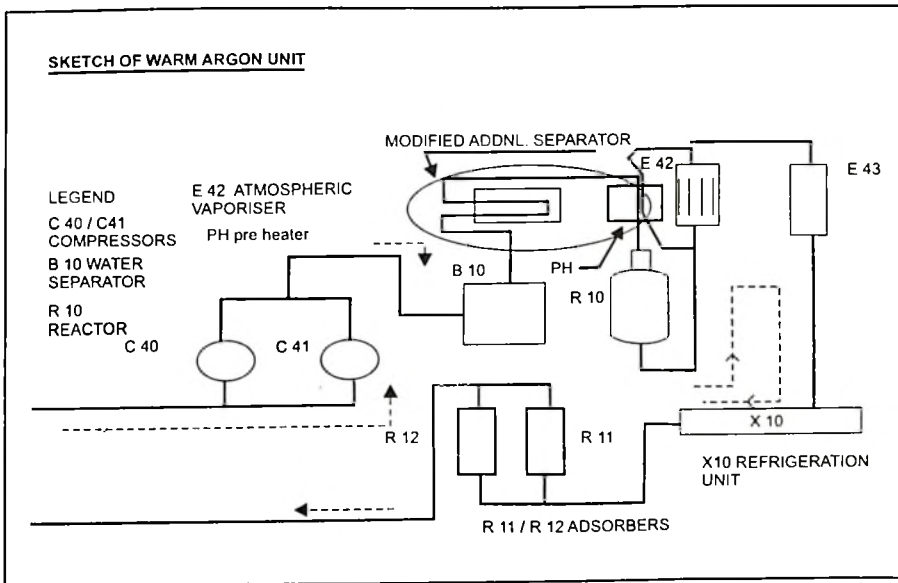 SKETCH OF WARM ARGON UNIT
MODIFIED ADDNL. SEPARATOR
E 42
E 43
LEGEND
C 40 / C41
COMPRESSORS
B 10 WATER
SEPARATOR
R 10
REACTOR
E 42 ATMOSPHERIC
VAPORISER
PH pre heater
B 10
PH
R 10
C 40
C 41
R 12
R 11
X 10
X10 REFRIGERATION
UNIT
R 11 / R 12 ADSORBERS